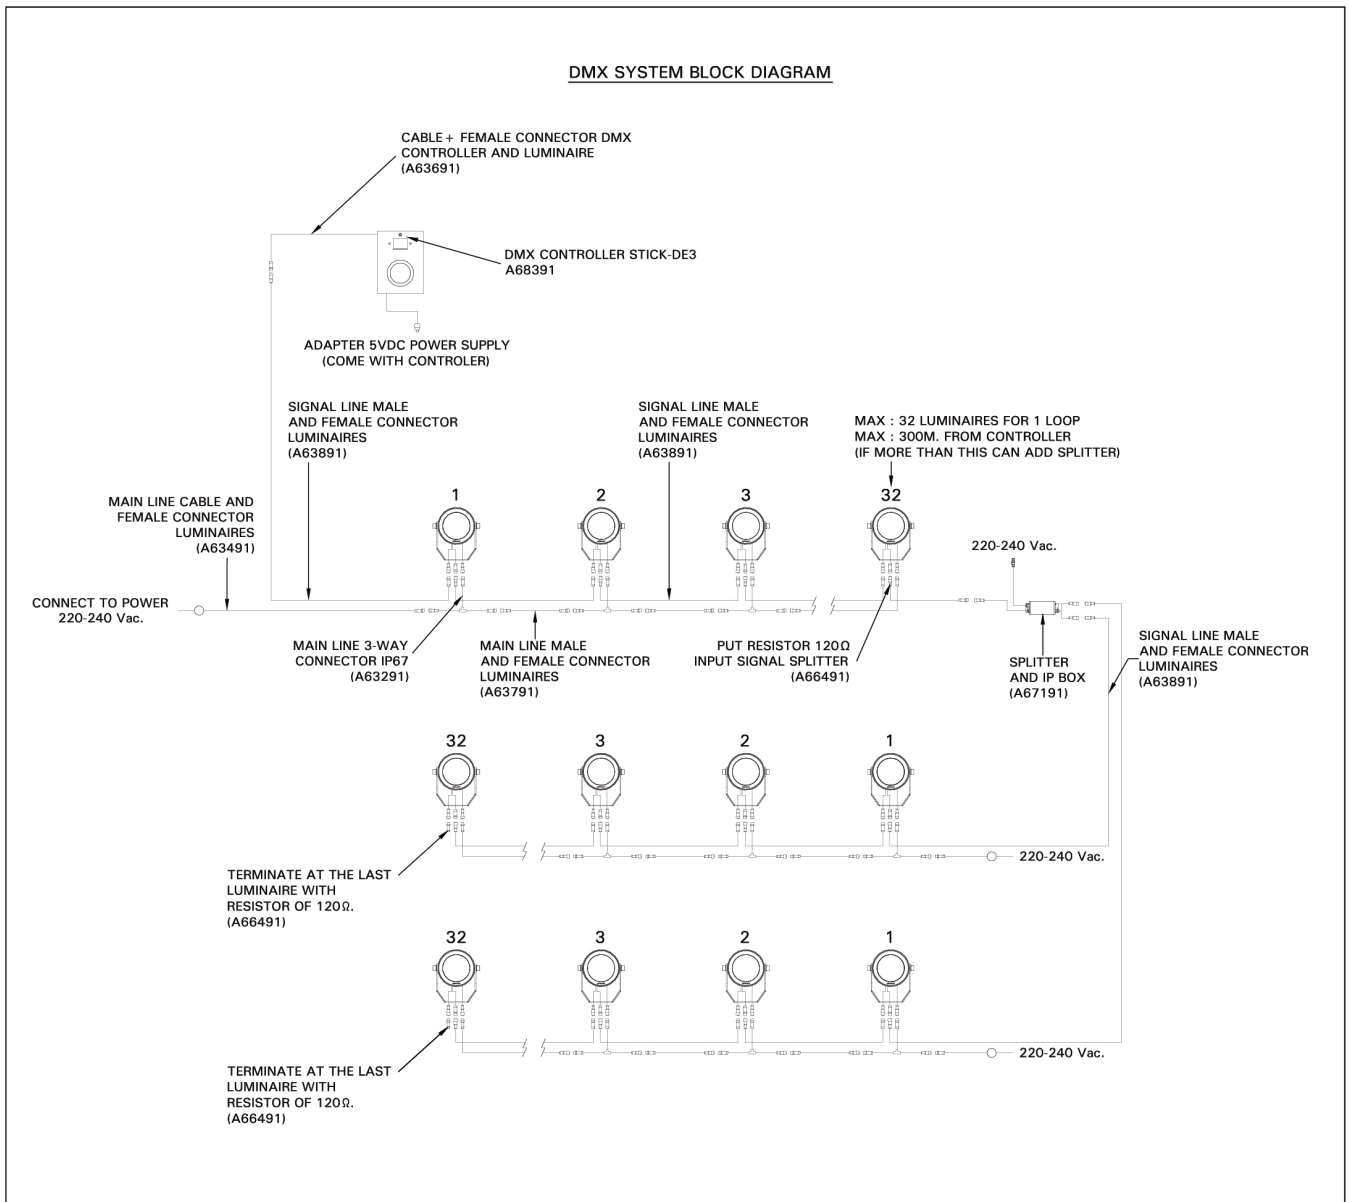 DMX SYSTEM BLOCK DIAGRAM
CABLE+ FEMALE CONNECTOR DMX
CONTROLLER AND LUMINAIRE
(A63691)
DMX CONTROLLER STICK-DE3
A68391
ADAPTER 5VDC POWER SUPPLY
(COME WITH CONTROLER)
SIGNAL LINE MALE
AND FEMALE CONNECTOR
LUMINAIRES
(A63891)
SIGNAL LINE MALE
AND FEMALE CONNECTOR
LUMINAIRES
(A63891)
MAX : 32 LUMINAIRES FOR 1 LOOP
MAX : 300M. FROM CONTROLLER
(IF MORE THAN THIS CAN ADD SPLITTER)
MAIN LINE CABLE AND
FEMALE CONNECTOR
LUMINAIRES
(A63491)
1
2
3
32
220-240 Vac.
CONNECT TO POWER
220-240 Vac.
MAIN LINE 3-WAY
CONNECTOR IP67
(A63291)
MAIN LINE MALE
AND FEMALE CONNECTOR
LUMINAIRES
(A63791)
PUT RESISTOR 120Ω
INPUT SIGNAL SPLITTER
(A66491)
SPLITTER
AND IP BOX
(A67191)
SIGNAL LINE MALE
AND FEMALE CONNECTOR
LUMINAIRES
(A63891)
32
3
2
1
220-240 Vac.
TERMINATE AT THE LAST
LUMINAIRE WITH
RESISTOR OF 120Ω.
(A66491)
32
3
2
1
220-240 Vac.
TERMINATE AT THE LAST
LUMINAIRE WITH
RESISTOR OF 120Ω.
(A66491)